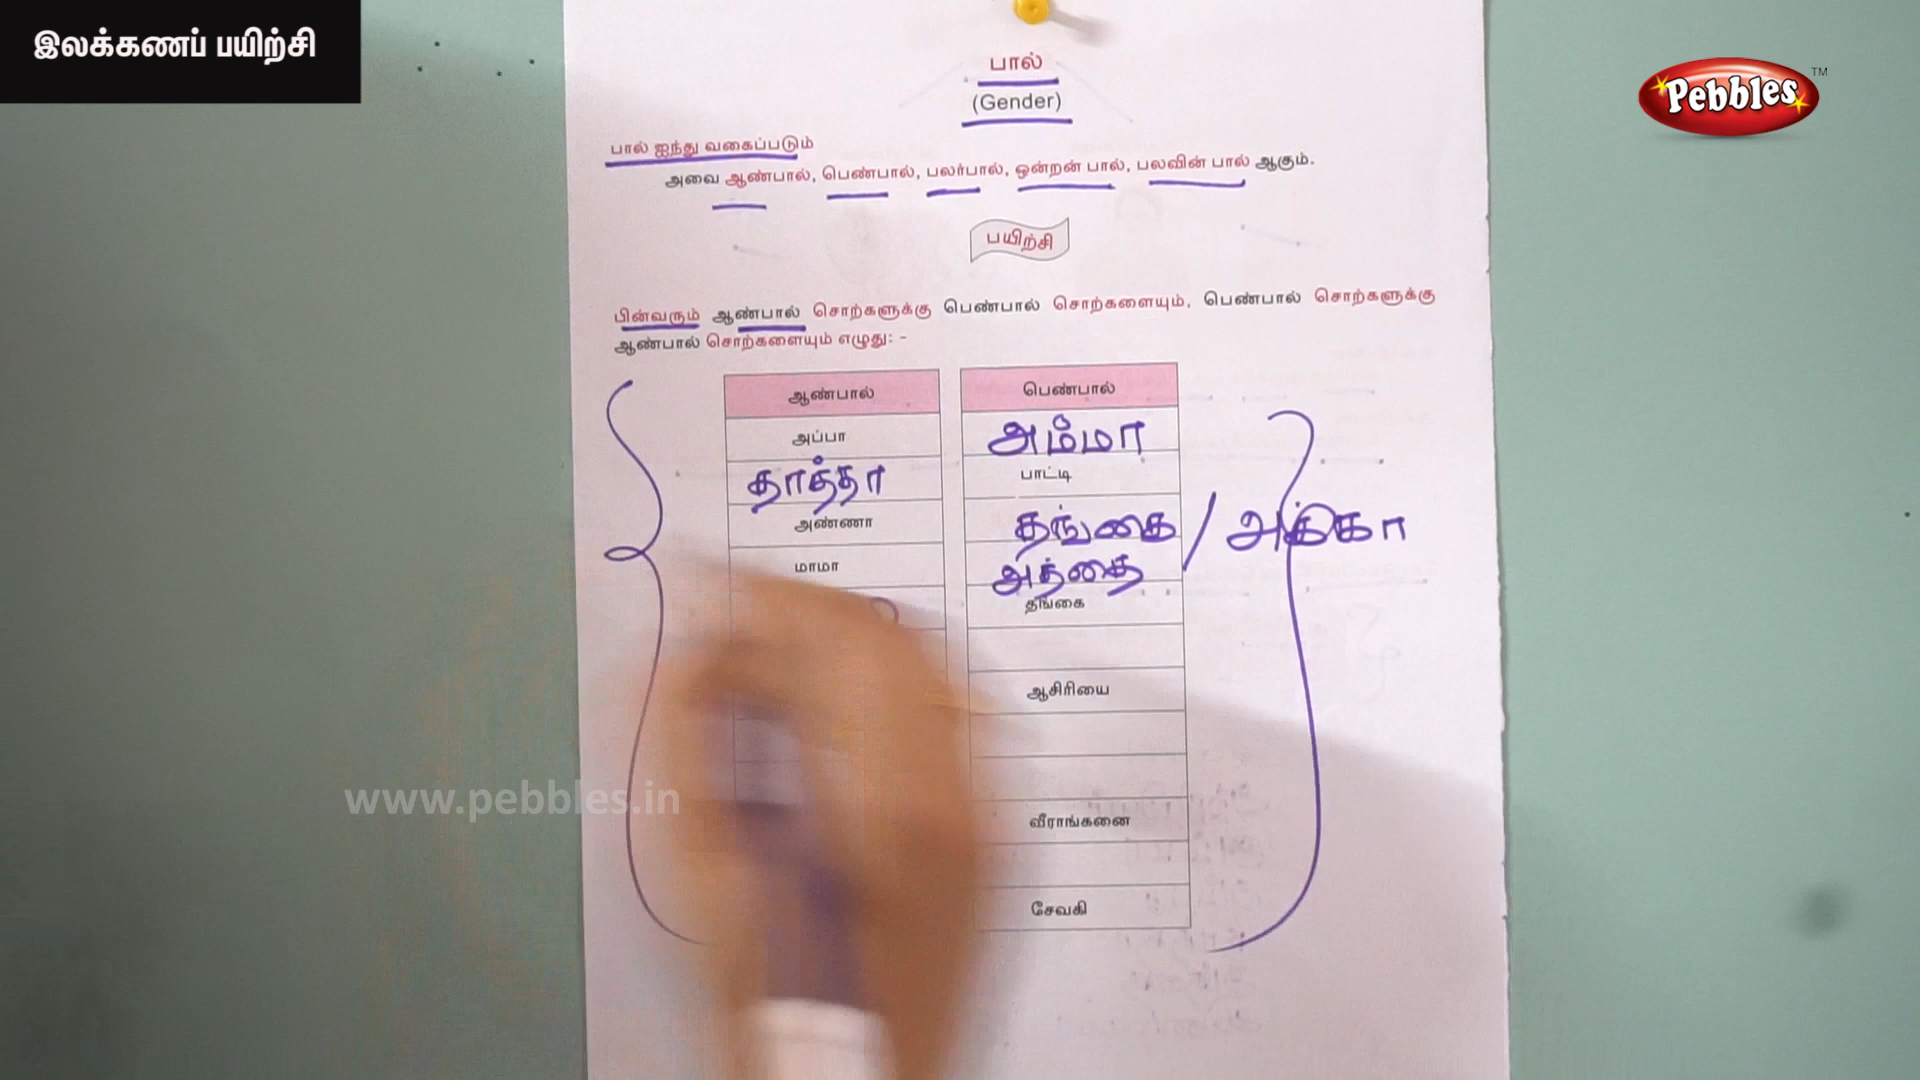 இலக்கணப் பயிற்சி
Pebbles TM
பால்
(Gender)
பால் ஐந்து வகைப்படும்
அவை ஆண்பால், பெண்பால், பலர்பால், ஒன்றன் பால், பலவின் பால் ஆகும்.
பயிற்சி
பின்வரும் ஆண்பால் சொற்களுக்கு பெண்பால் சொற்களையும், பெண்பால் சொற்களுக்கு
ஆண்பால் சொற்களையும் எழுது: -
ஆண்பால் பெண்பால்
அப்பா அம்மா
தாத்தா பாட்டி
அண்ணா தங்கை / அக்கா
மாமா அத்தை
தங்கை
ஆசிரியை
வீராங்கனை
சேவகி
www.pebbles.in